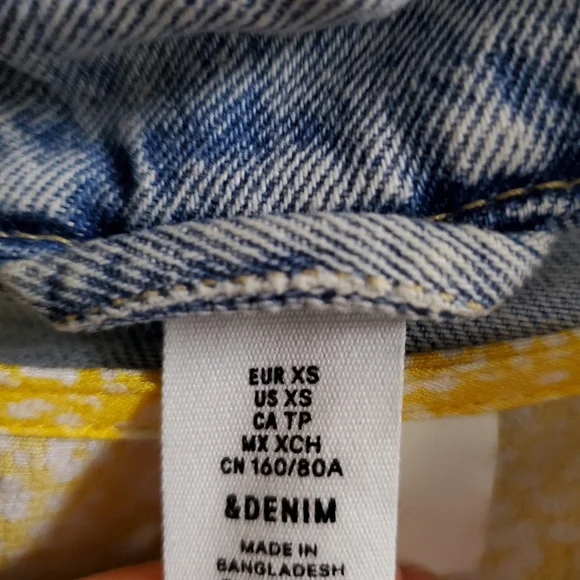 EUR XS
US XS
CA TP
MX XCH
CN 160/80A
&DENIM
MADE IN
BANGLADESH